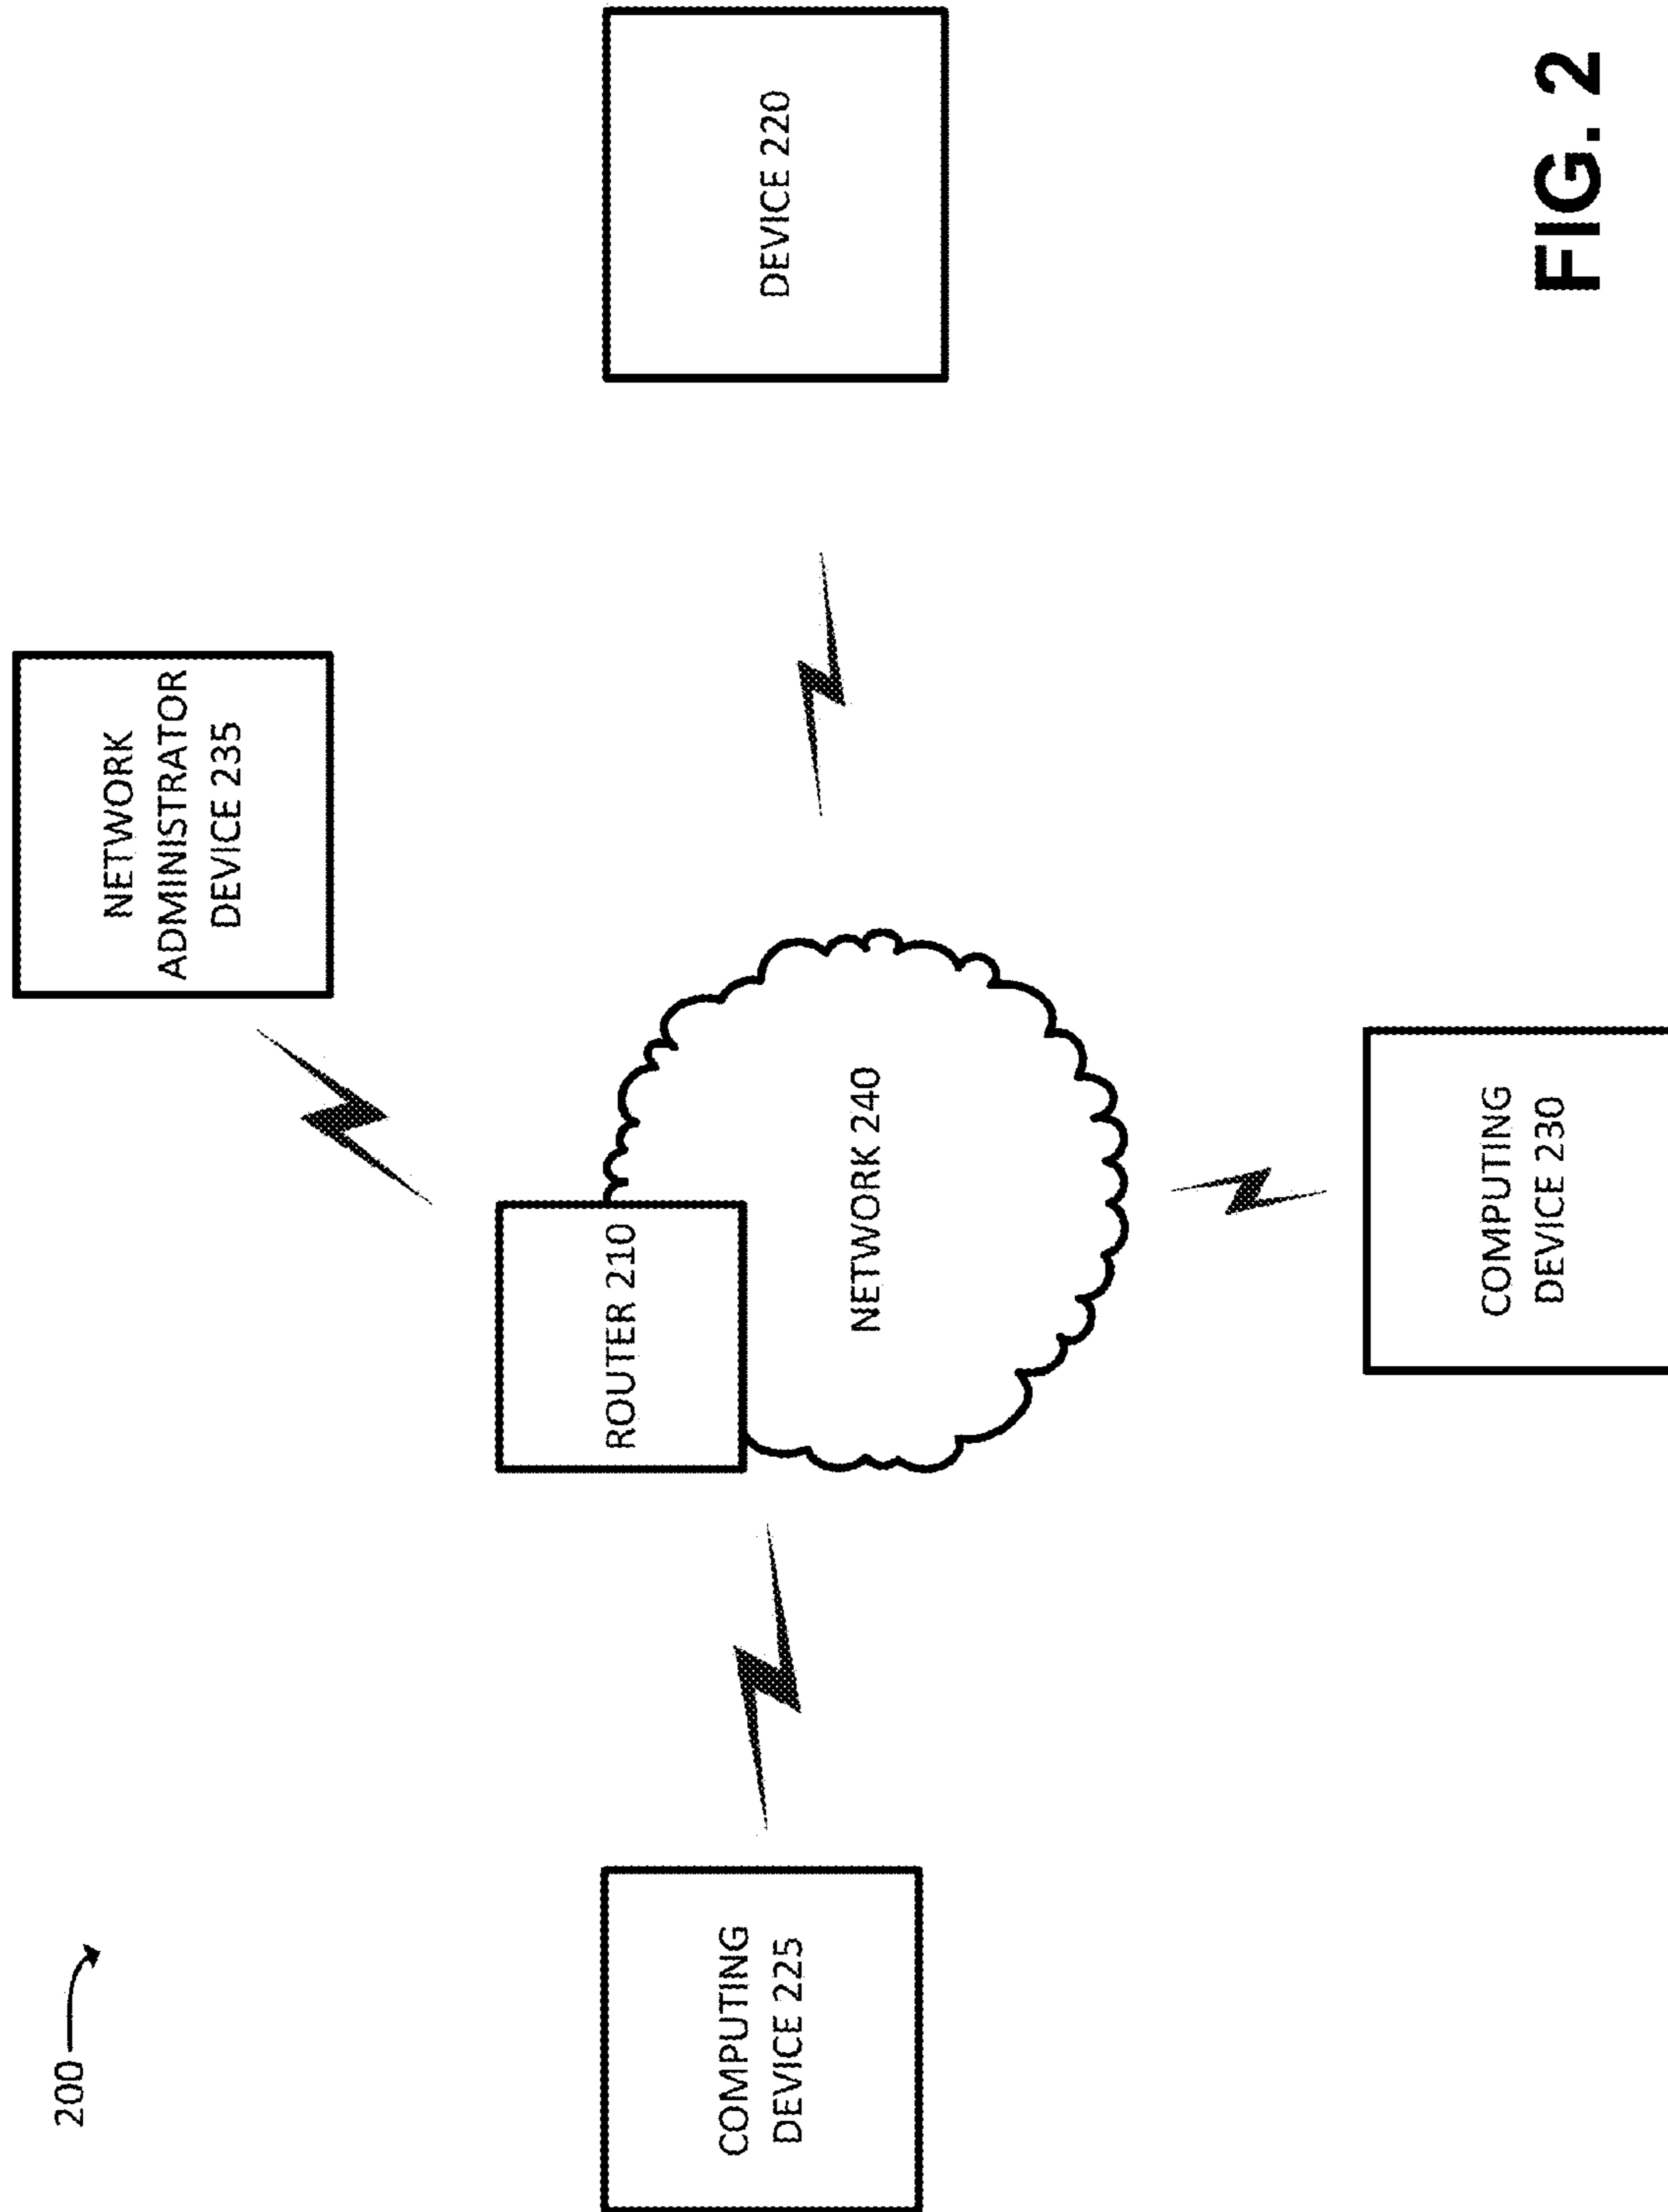 200
NETWORK
ADMINISTRATOR
DEVICE 235
ROUTER 210
COMPUTING
DEVICE 225
NETWORK 240
DEVICE 220
COMPUTING
DEVICE 230
FIG. 2